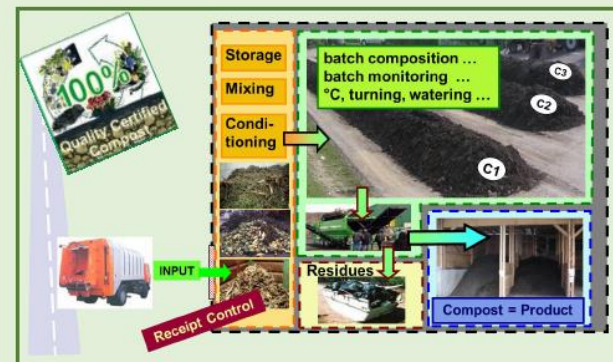 100%
Quality Certified
Compost
Storage
Mixing
Condi-
tioning
batch composition ...
batch monitoring ...
°C, turning, watering ...
C3
C2
C1
INPUT
Receipt Control
Residues
Compost = Product